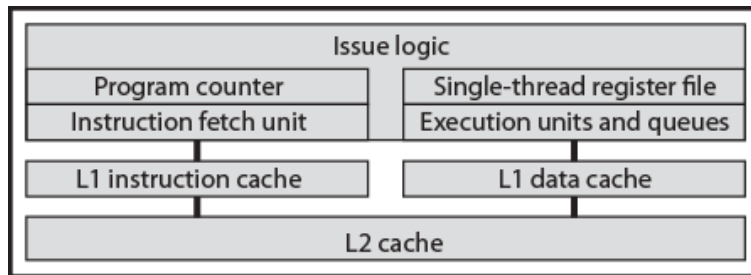 Issue logic
Program counter
Single-thread register file
Instruction fetch unit
Execution units and queues
L1 instruction cache
L1 data cache
L2 cache